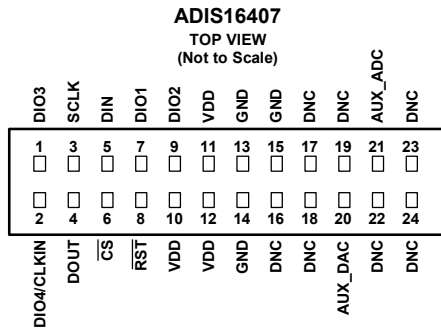 ADIS16407
TOP VIEW
(Not to Scale)
DIO3 SCLK DIN DIO1 DIO2 VDD GND GND DNC DNC AUX_ADC DNC
1 3 5 7 9 11 13 15 17 19 21 23
2 4 6 8 10 12 14 16 18 20 22 24
DIO4/CLKIN DOUT C̅S̅ R̅S̅T̅ VDD VDD GND DNC DNC AUX_DAC DNC DNC